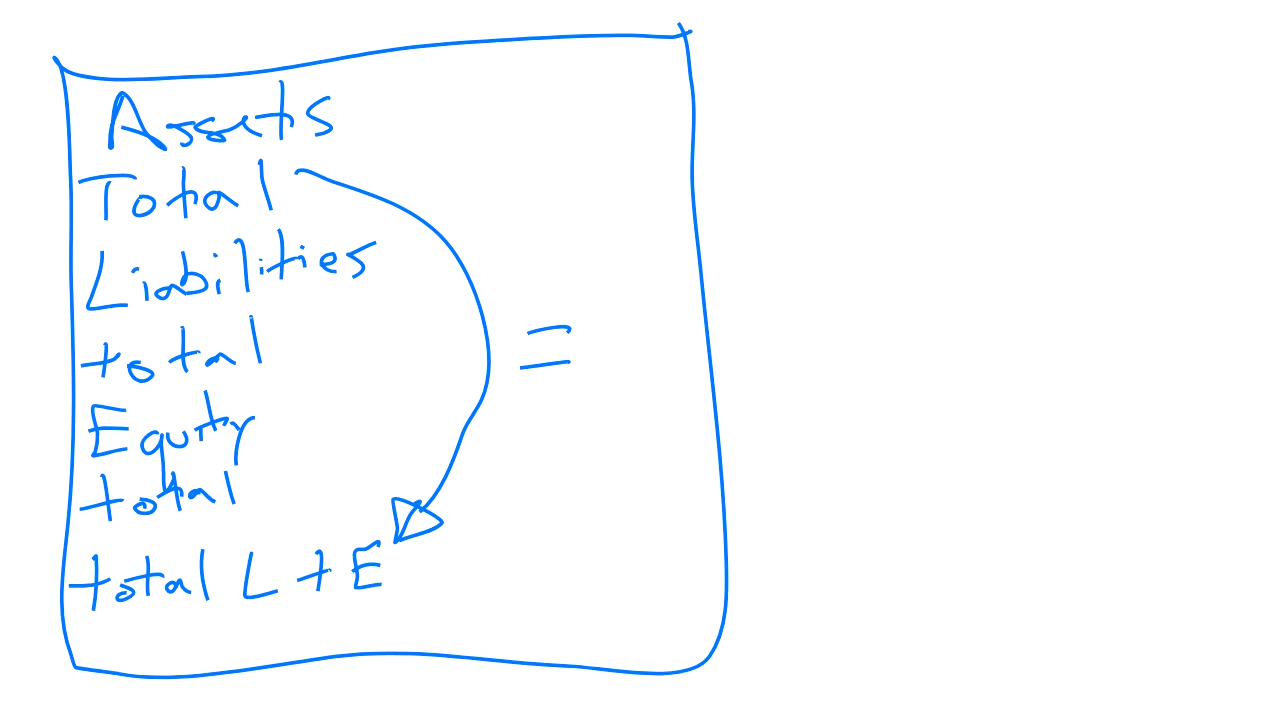 Assets
Total
Liabilities
total
=
Equity
total
total L + E